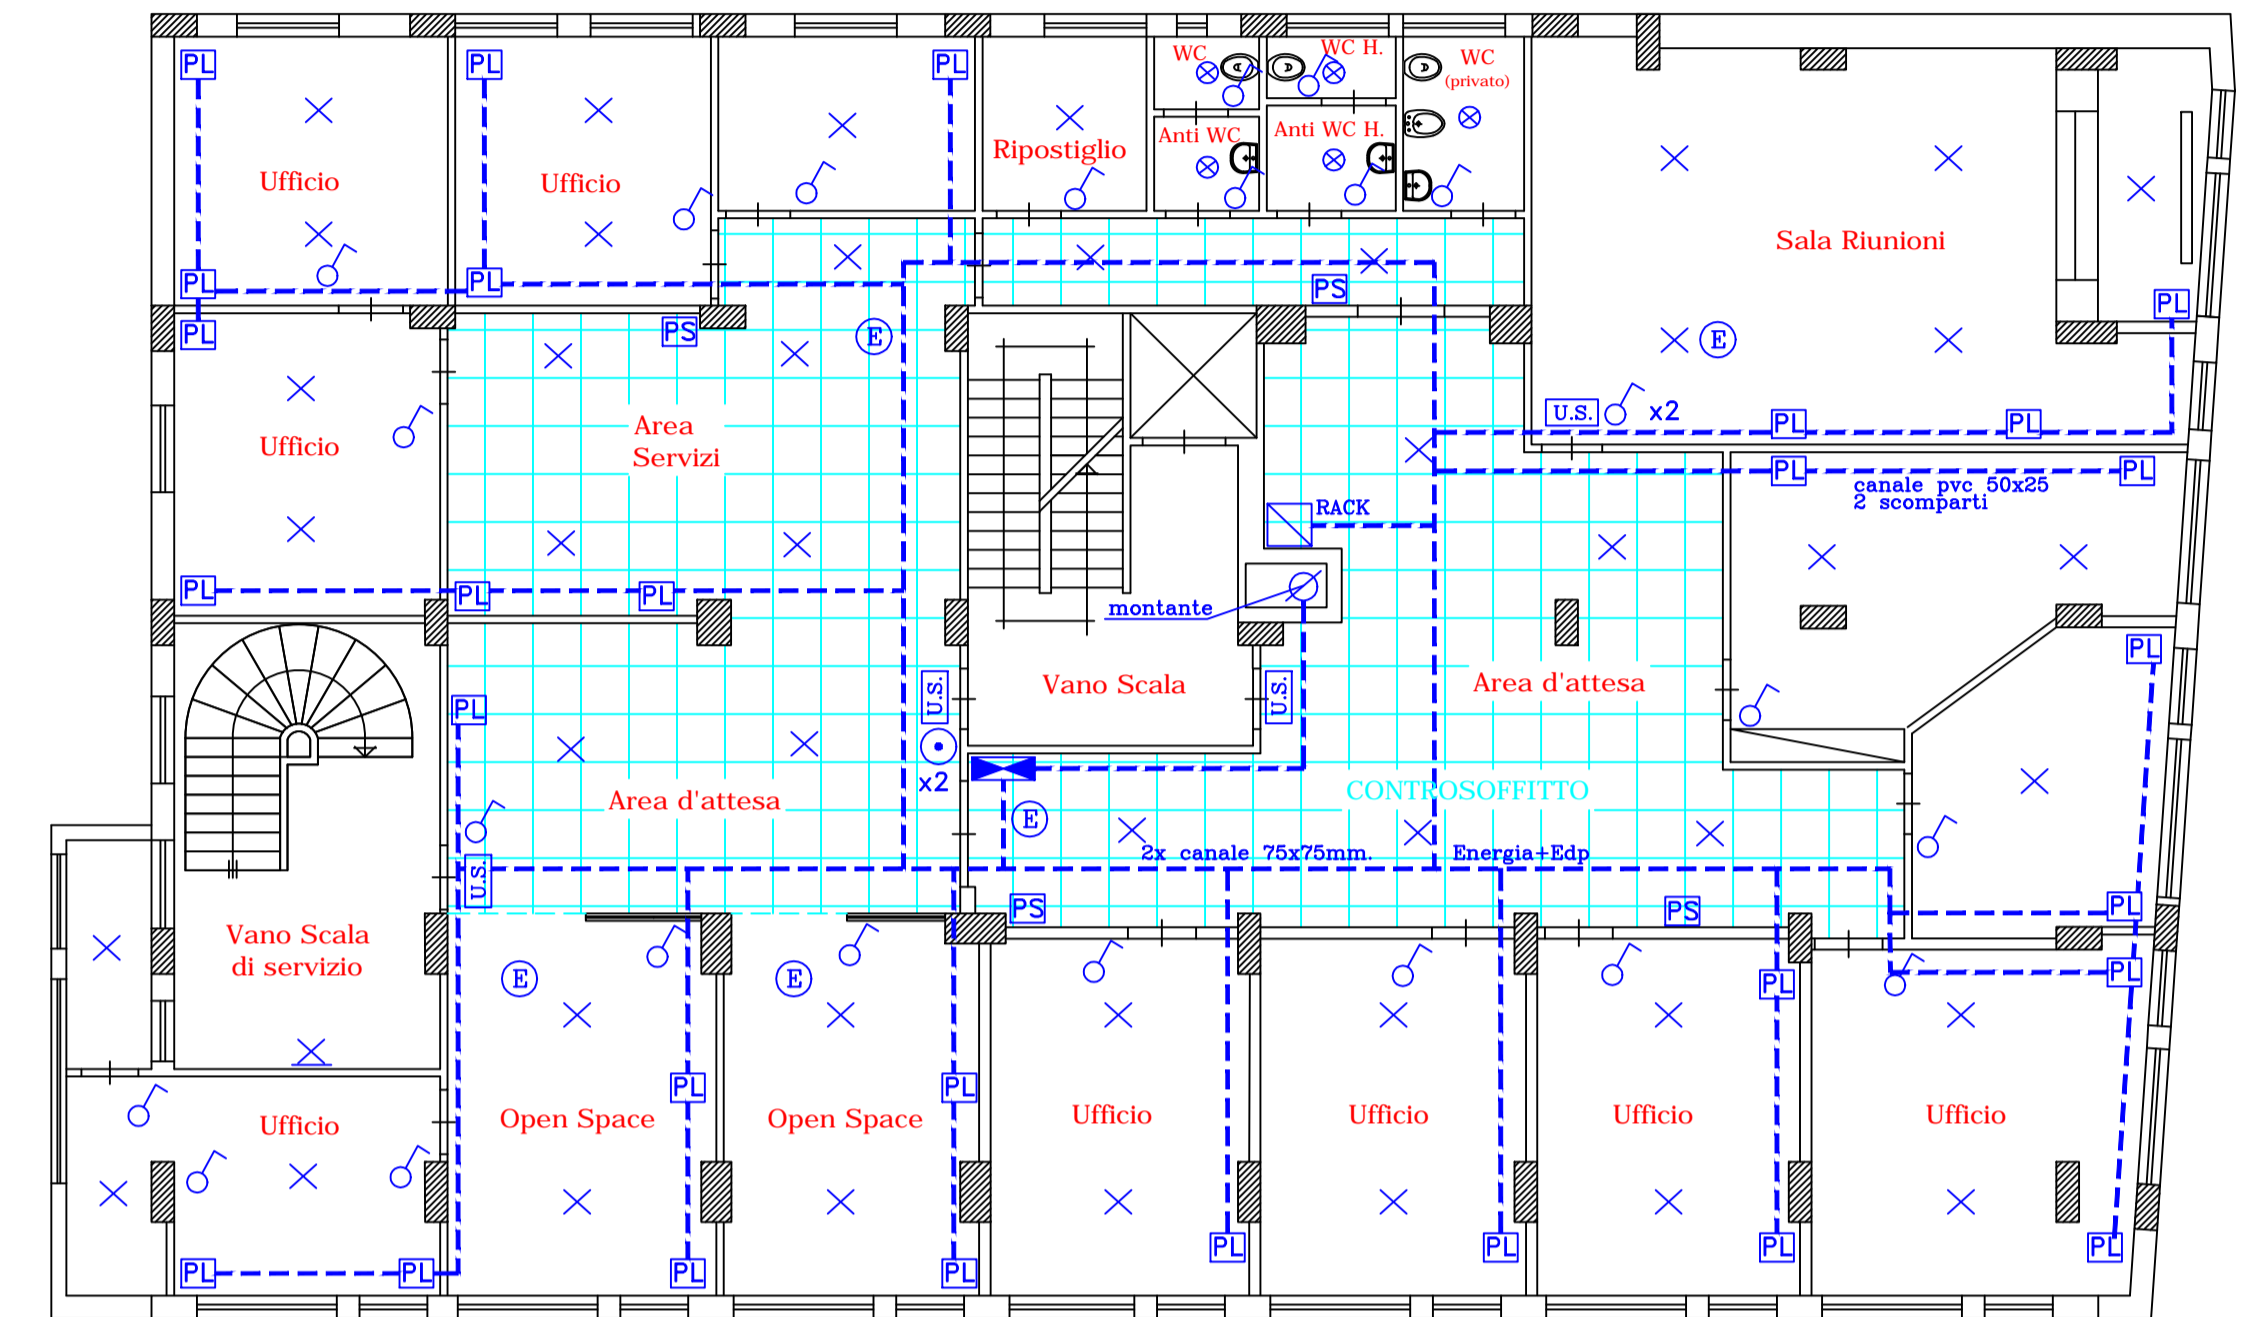 PL
PL
PL
WC
WC H.
WC
(privato)
Anti WC
Anti WC H.
Ripostiglio
Ufficio
Ufficio
Sala Riunioni
PL
PL
PS
PL
PL
PS
E
E
U.S.
x2
PL
PL
Ufficio
Area
Servizi
PL
PL
canale pvc 50x25
2 scomparti
RACK
PL
PL
PL
montante
PL
PL
U.S.
Vano Scala
U.S.
Area d'attesa
x2
Area d'attesa
CONTROSOFFITTO
E
2x canale 75x75mm.
Energia+Edp
U.S.
PS
PS
PL
Vano Scala
di servizio
E
E
PL
PL
PL
PL
Ufficio
Open Space
Open Space
Ufficio
Ufficio
Ufficio
Ufficio
PL
PL
PL
PL
PL
PL
PL
PL